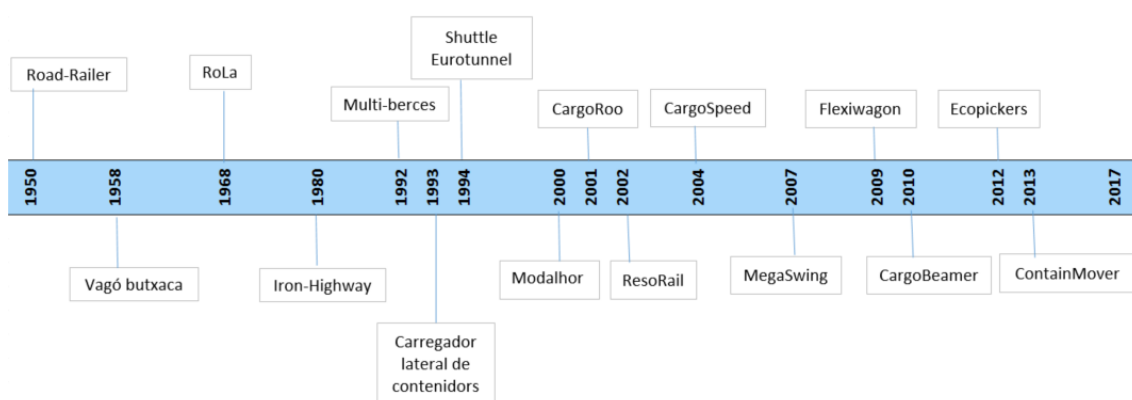 Shuttle
Eurotunnel
Road-Railer
RoLa
Multi-berces
CargoRoo
CargoSpeed
Flexiwagon
Ecopickers
1950
1958
1968
1980
1992
1993
1994
2000
2001
2002
2004
2007
2009
2010
2012
2013
2017
Vagó butxaca
Iron-Highway
Modalhor
ResoRail
MegaSwing
CargoBeamer
ContainMover
Carregador
lateral de
contenidors